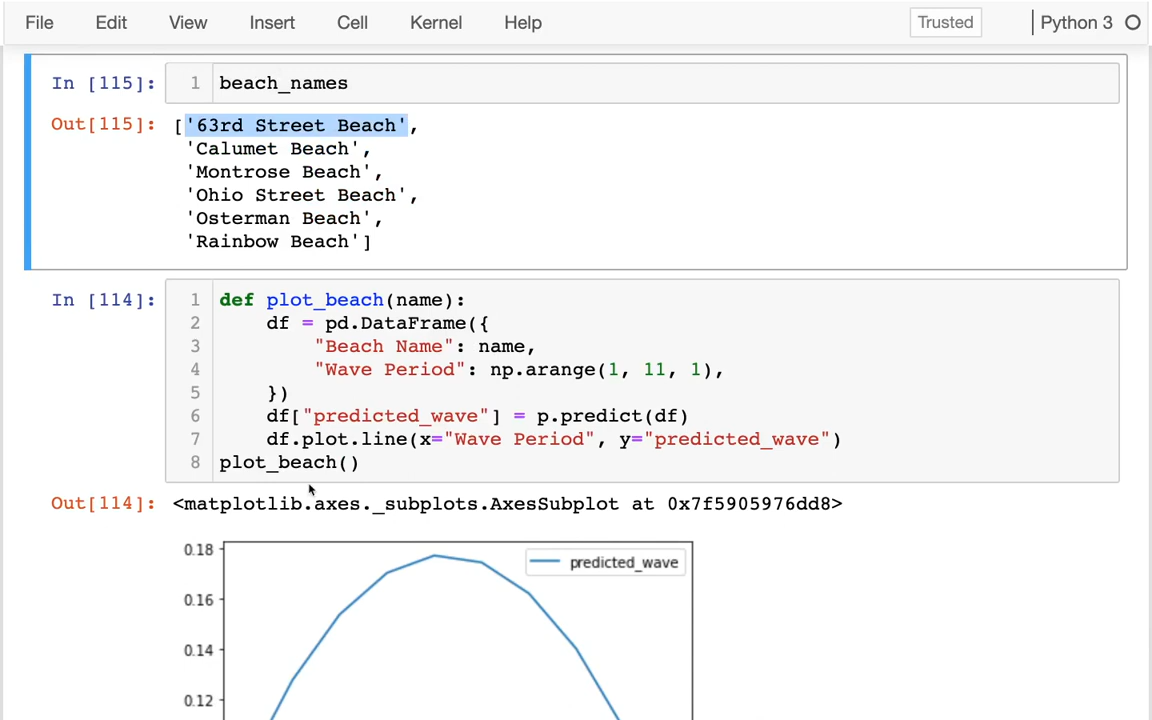 File Edit View Insert Cell Kernel Help Trusted Python 3
In [115]: 1 beach_names
Out[115]: ['63rd Street Beach',
'Calumet Beach',
'Montrose Beach',
'Ohio Street Beach',
'Osterman Beach',
'Rainbow Beach']
In [114]: 1 def plot_beach(name):
2 df = pd.DataFrame({
3 "Beach Name": name,
4 "Wave Period": np.arange(1, 11, 1),
5 })
6 df["predicted_wave"] = p.predict(df)
7 df.plot.line(x="Wave Period", y="predicted_wave")
8 plot_beach()
Out[114]: <matplotlib.axes._subplots.AxesSubplot at 0x7f5905976dd8>
0.18
predicted_wave
0.16
0.14
0.12